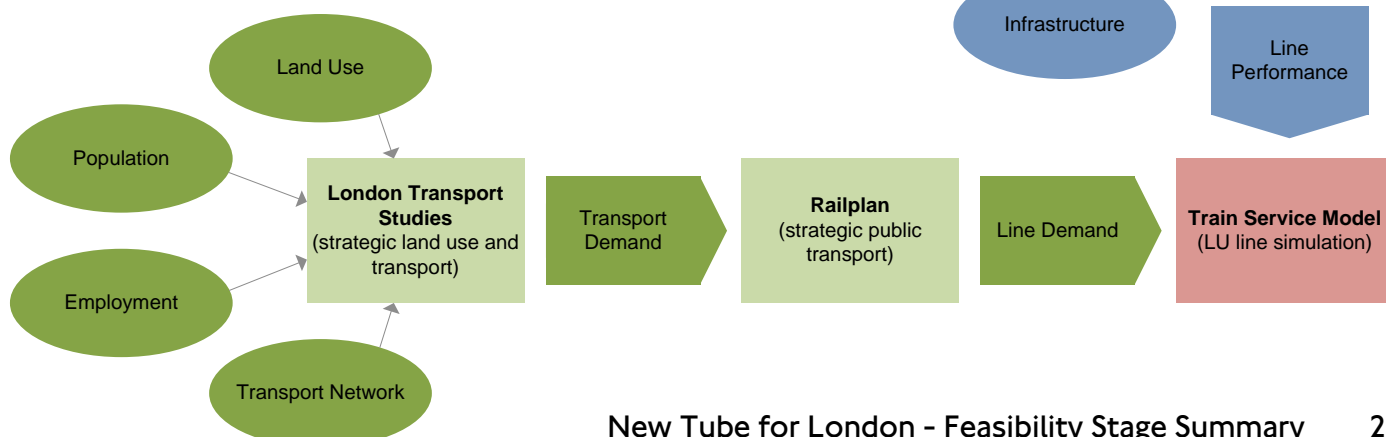 Infrastructure
Line
Performance
Land Use
Population
London Transport
Studies
(strategic land use and
transport)
Transport
Demand
Railplan
(strategic public
transport)
Line Demand
Train Service Model
(LU line simulation)
Employment
Transport Network
New Tube for London - Feasibility Stage Summary 2